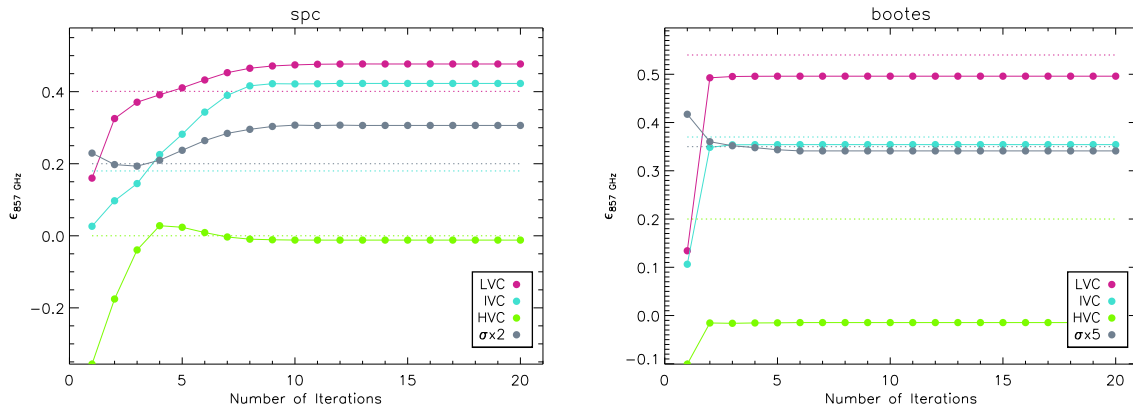 spc
ε857 GHz
0.4
0.2
0.0
−0.2
0 5 10 15 20
Number of Iterations
LVC
IVC
HVC
σx2
bootes
ε857 GHz
0.5
0.4
0.3
0.2
0.1
0.0
−0.1
0 5 10 15 20
Number of Iterations
LVC
IVC
HVC
σx5